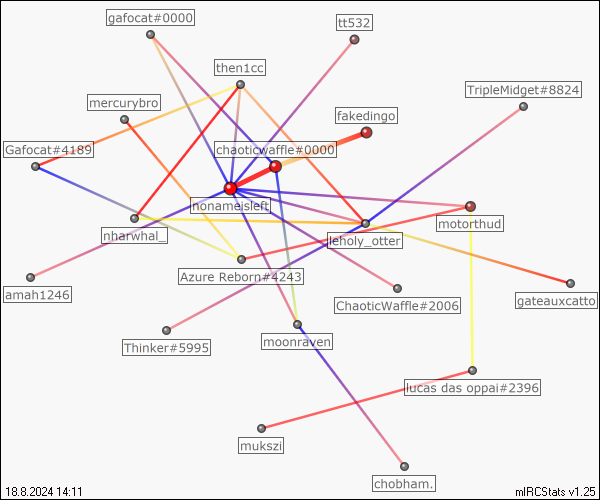 gafocat#0000
tt532
then1cc
TripleMidget#8824
mercurybro
fakedingo
Gafocat#4189
chaoticwaffle#0000
nonameisleft
motorthud
nharwhal_
leholy_otter
Azure Reborn#4243
amah1246
ChaoticWaffle#2006
gateauxcatto
Thinker#5995
moonraven
lucas das oppai#2396
mukszi
chobham.
18.8.2024 14:11
mIRCStats v1.25